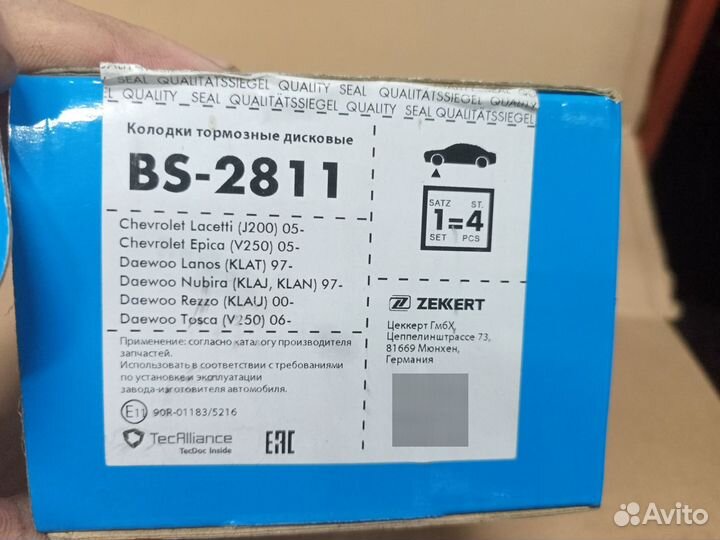 SEAL QUALITÄTSSIEGEL QUALITY SEAL QUALITÄTSSIEGEL QUALITY
QUALITY SEAL QUALITÄTSSIEGEL QUALITY SEAL QUALITÄTSSIEGEL
Колодки тормозные дисковые
BS-2811
Chevrolet Lacetti (J200) 05-
Chevrolet Epica (V250) 05-
Daewoo Lanos (KLAT) 97-
Daewoo Nubira (KLAJ, KLAN) 97-
Daewoo Rezzo (KLAU) 00-
Daewoo Tosca (V250) 06-
Применение: согласно каталогу производителя
запчастей.
Использовать в соответствии с требованиями
по установке и эксплуатации
завода-изготовителя автомобиля.
E11 90R-01183/5216
TecAlliance
TecDoc Inside
EAC
SATZ ST.
1=4
SET PCS
ZEKKERT
Цеккерт ГмбХ,
Цеппелинштрассе 73,
81669 Мюнхен,
Германия
Avito